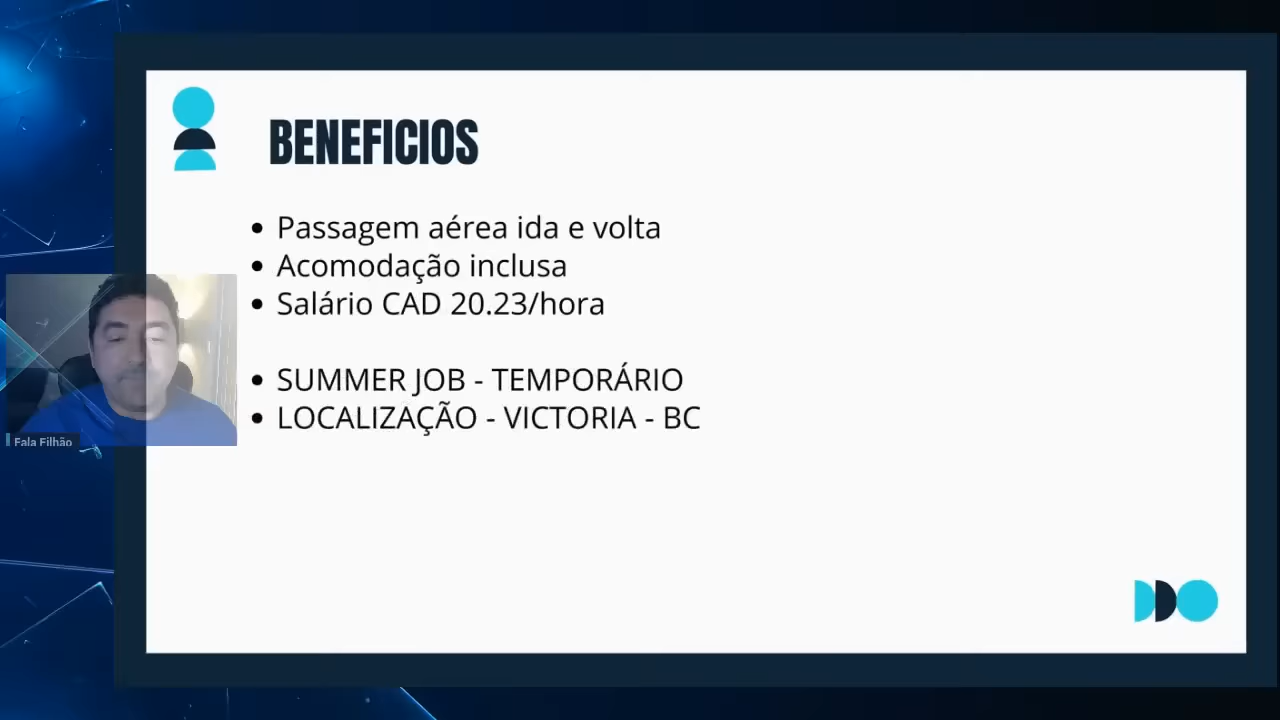 BENEFICIOS
Passagem aérea ida e volta
Acomodação inclusa
Salário CAD 20.23/hora
SUMMER JOB - TEMPORÁRIO
LOCALIZAÇÃO - VICTORIA - BC
Fala Filhão